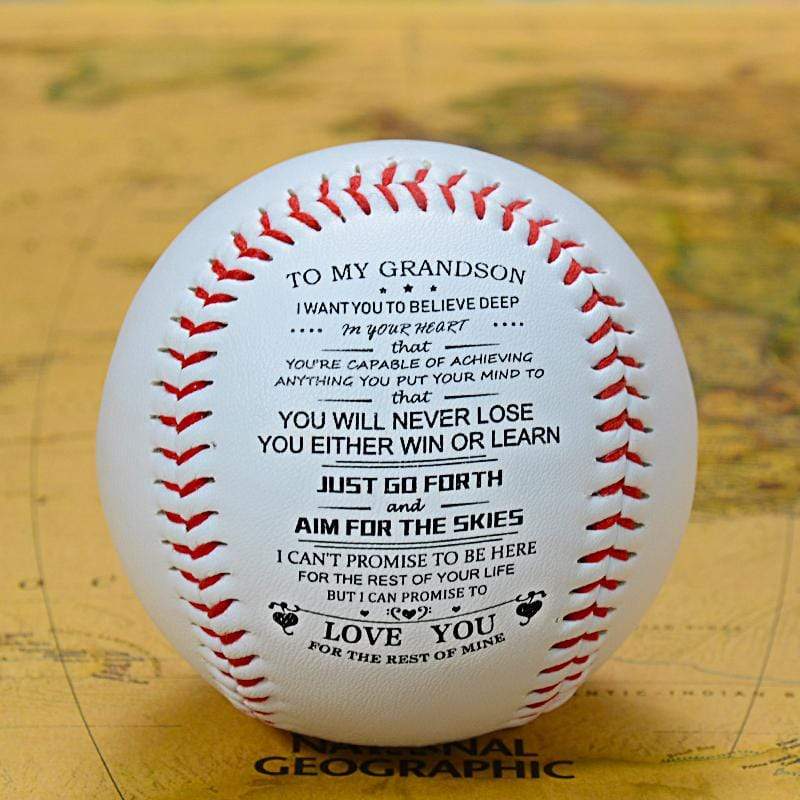 TO MY GRANDSON
I WANT YOU TO BELIEVE DEEP
in YOUR HEART
that
YOU'RE CAPABLE OF ACHIEVING
ANYTHING YOU PUT YOUR MIND TO
that
YOU WILL NEVER LOSE
YOU EITHER WIN OR LEARN
JUST GO FORTH
and
AIM FOR THE SKIES
I CAN'T PROMISE TO BE HERE
FOR THE REST OF YOUR LIFE
BUT I CAN PROMISE TO
LOVE YOU
FOR THE REST OF MINE
GEOGRAPHIC